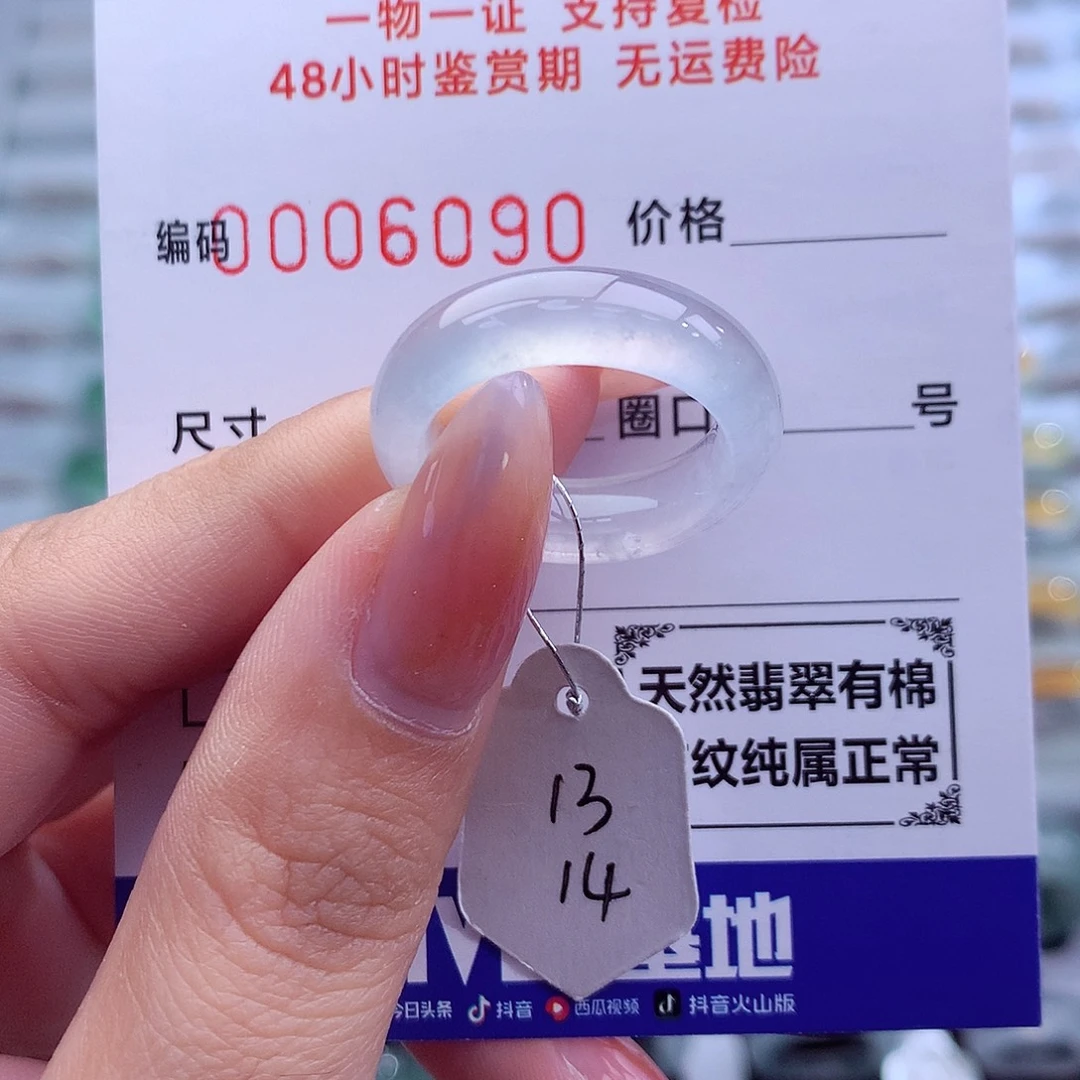 一物一证 支持复检
48小时鉴赏期 无运费险
编码0006090 价格
尺寸 圈口 号
天然翡翠有棉
纹纯属正常
13
14
基地
今日头条 抖音 西瓜视频 抖音火山版